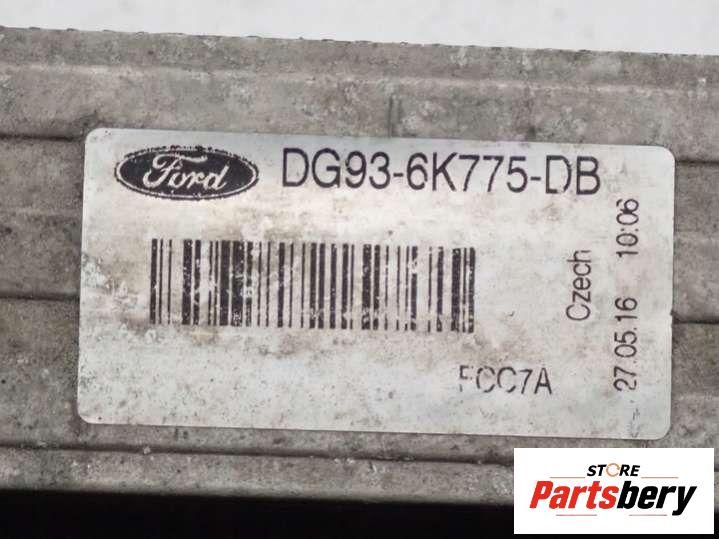 Ford DG93-6K775-DB
Czech
27.05.16 10:06
FCC7A
STORE
Partsbery